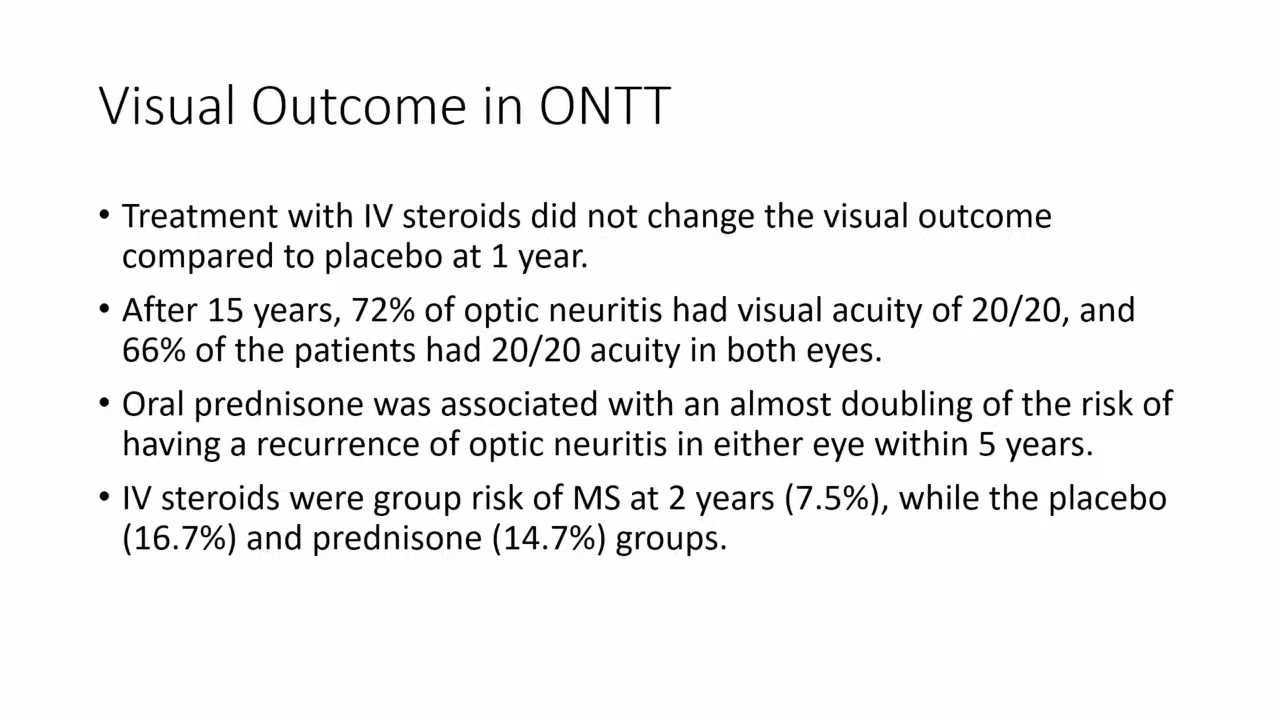 Visual Outcome in ONTT
• Treatment with IV steroids did not change the visual outcome
compared to placebo at 1 year.
• After 15 years, 72% of optic neuritis had visual acuity of 20/20, and
66% of the patients had 20/20 acuity in both eyes.
• Oral prednisone was associated with an almost doubling of the risk of
having a recurrence of optic neuritis in either eye within 5 years.
• IV steroids were group risk of MS at 2 years (7.5%), while the placebo
(16.7%) and prednisone (14.7%) groups.